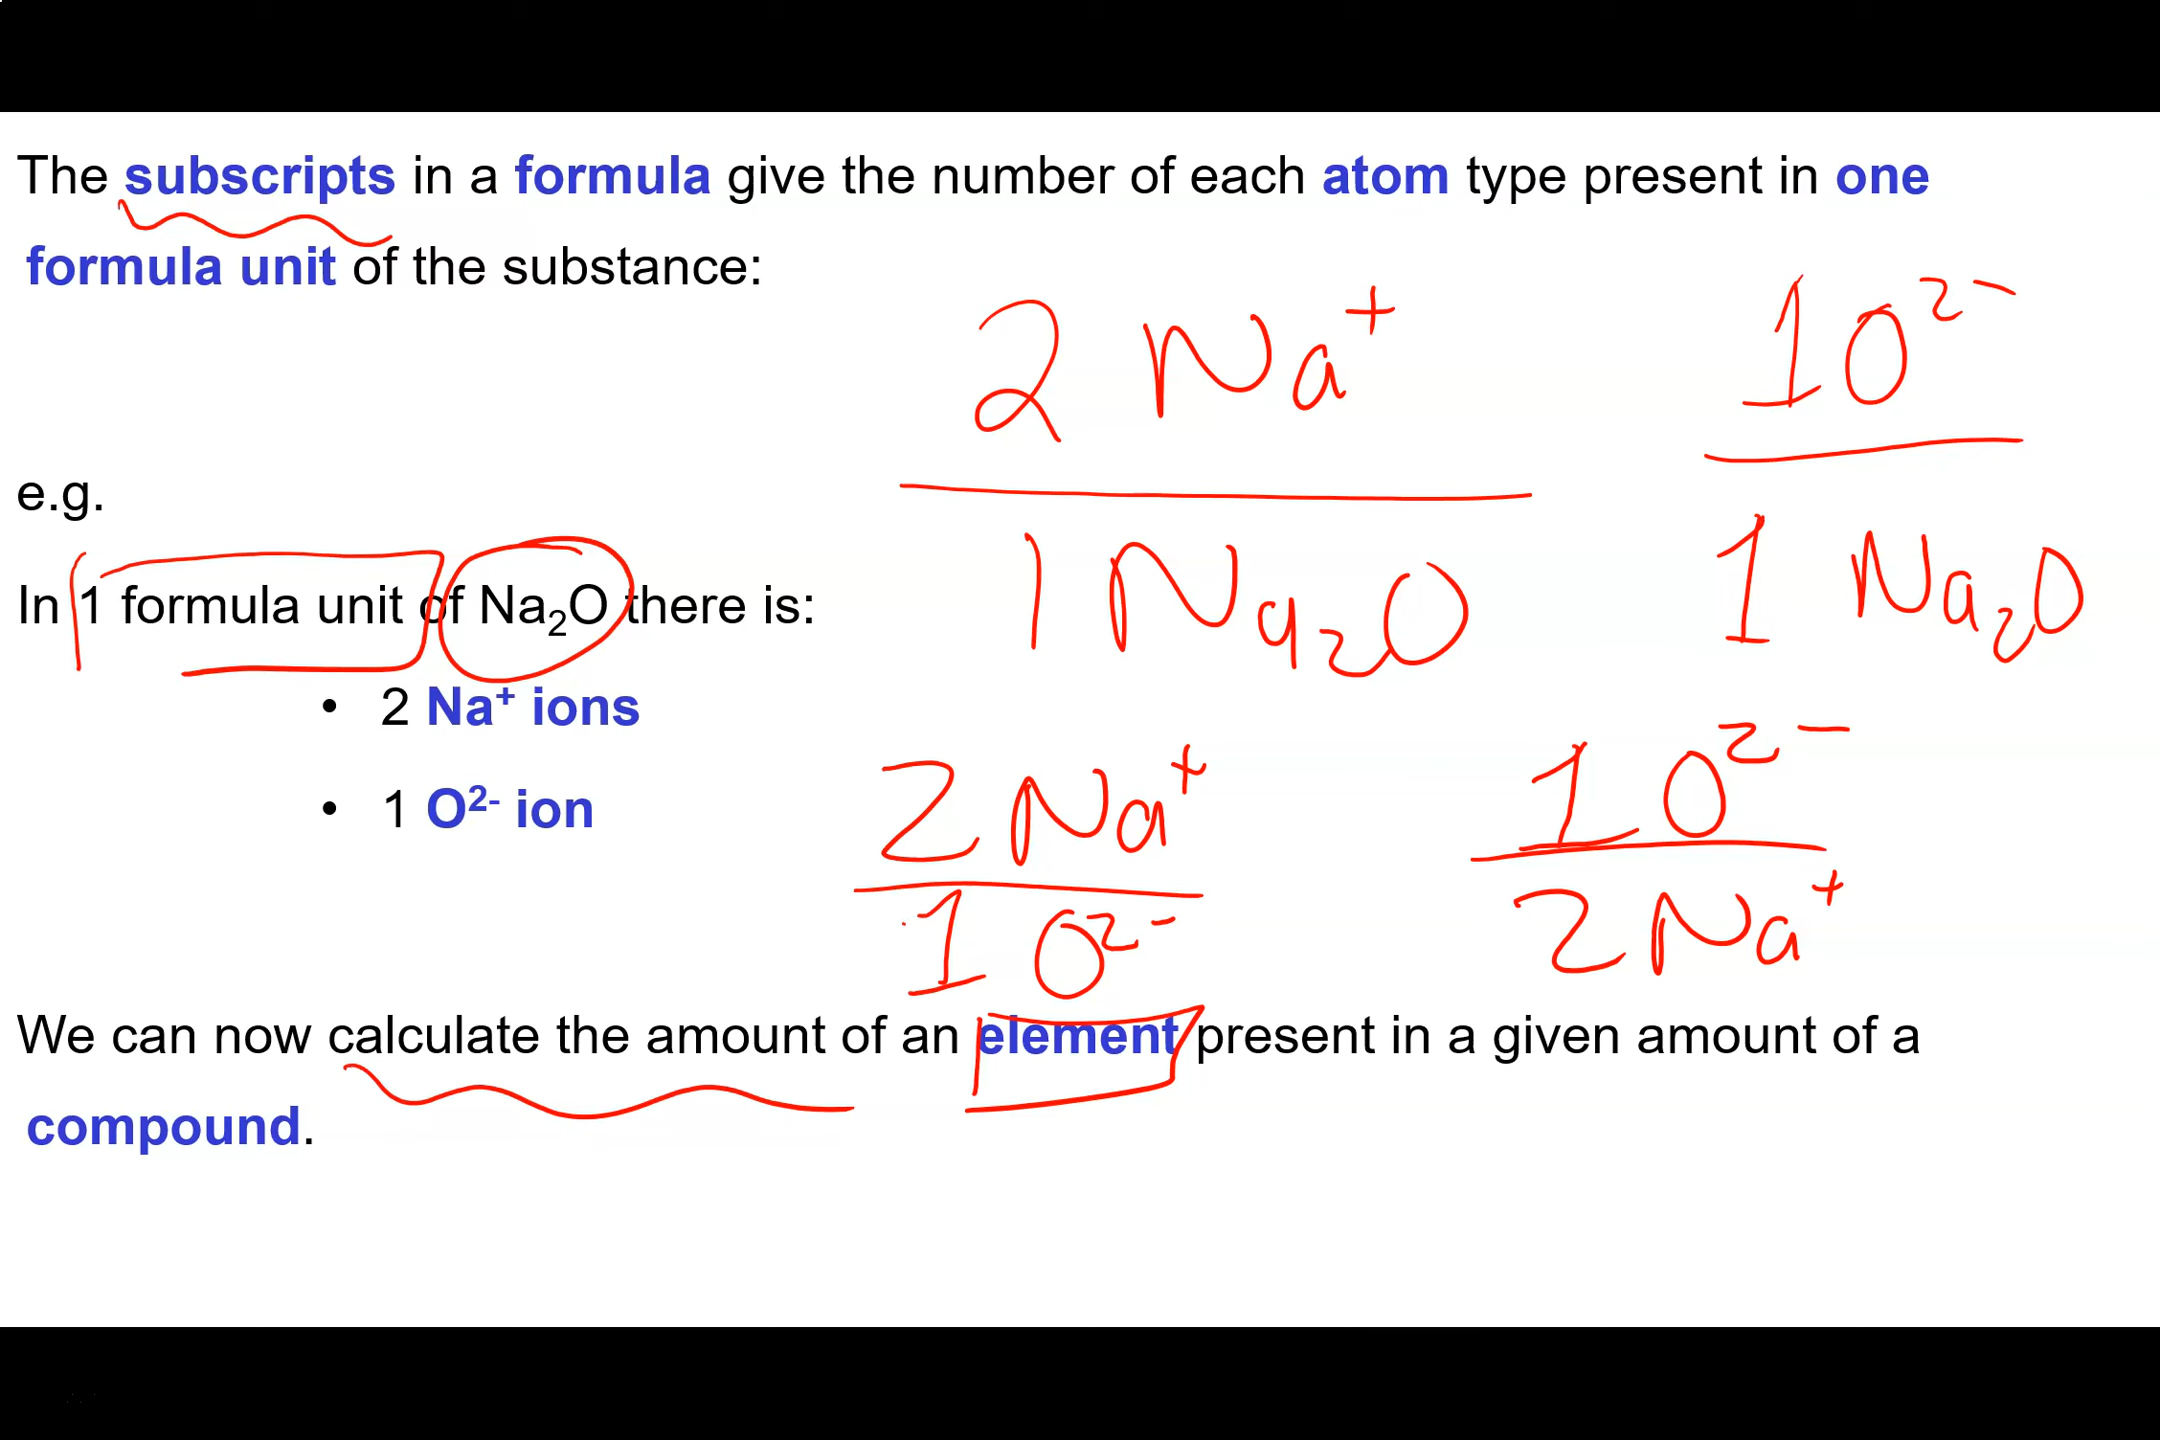 The subscripts in a formula give the number of each atom type present in one
formula unit of the substance:
2 Na⁺
1 O²⁻
1 Na₂O
1 Na₂O
e.g.
In 1 formula unit of Na₂O there is:
• 2 Na⁺ ions
• 1 O²⁻ ion
2 Na⁺
1 O²⁻
1 O²⁻
2 Na⁺
We can now calculate the amount of an element present in a given amount of a
compound.